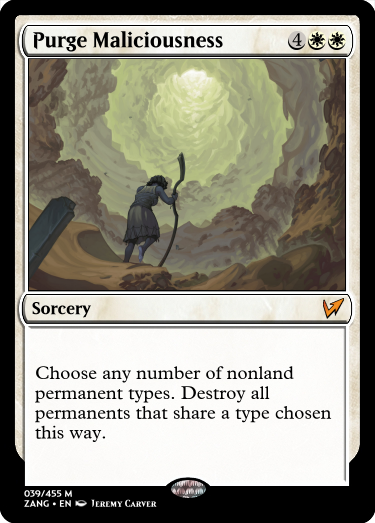 Purge Maliciousness 4
Sorcery
Choose any number of nonland
permanent types. Destroy all
permanents that share a type chosen
this way.
039/455 M
ZANG • EN Jeremy Carver